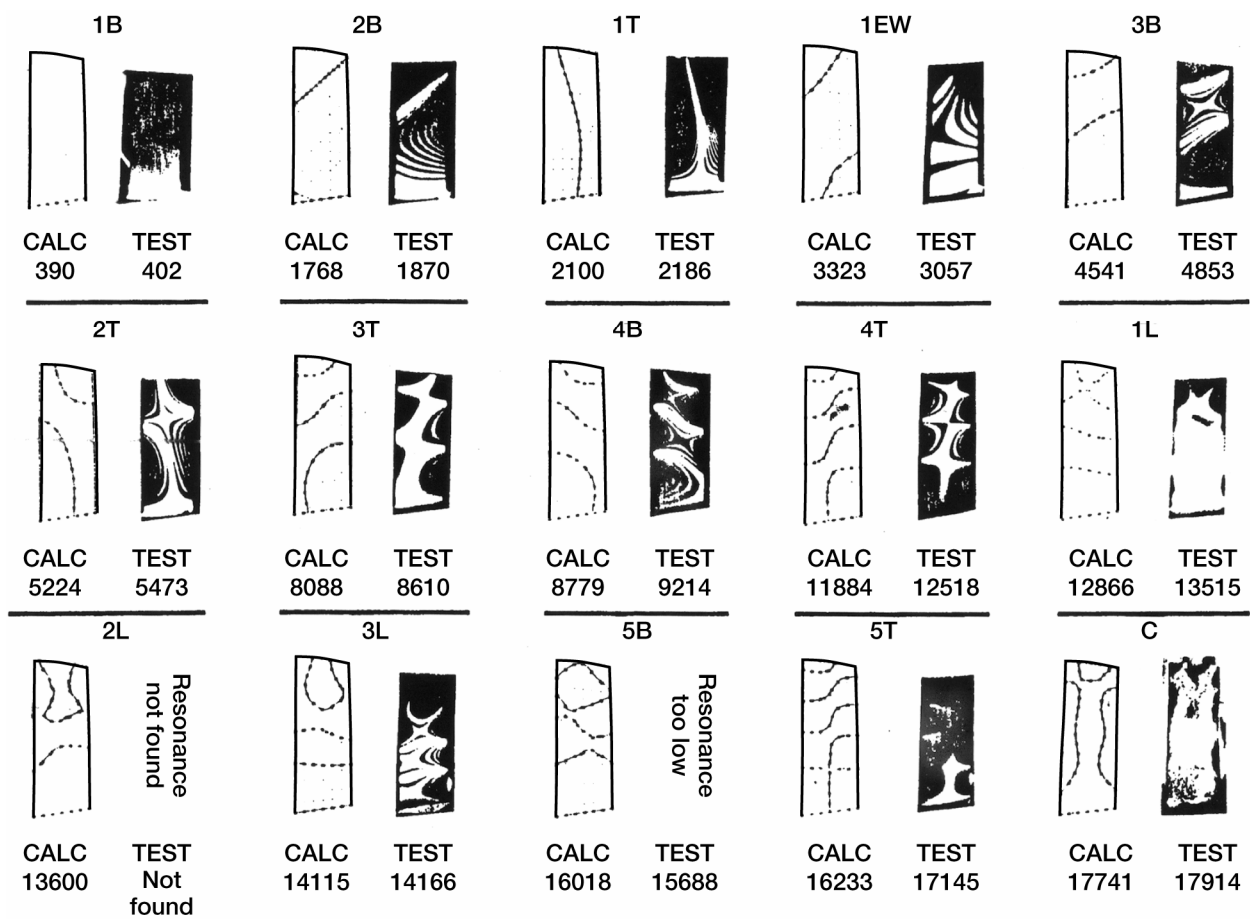 1B 2B 1T 1EW 3B
CALC TEST CALC TEST CALC TEST CALC TEST CALC TEST
390 402 1768 1870 2100 2186 3323 3057 4541 4853
2T 3T 4B 4T 1L
CALC TEST CALC TEST CALC TEST CALC TEST CALC TEST
5224 5473 8088 8610 8779 9214 11884 12518 12866 13515
2L 3L 5B 5T C
Resonance
not found
Resonance
too low
CALC TEST CALC TEST CALC TEST CALC TEST CALC TEST
13600 Not 14115 14166 16018 15688 16233 17145 17741 17914
found